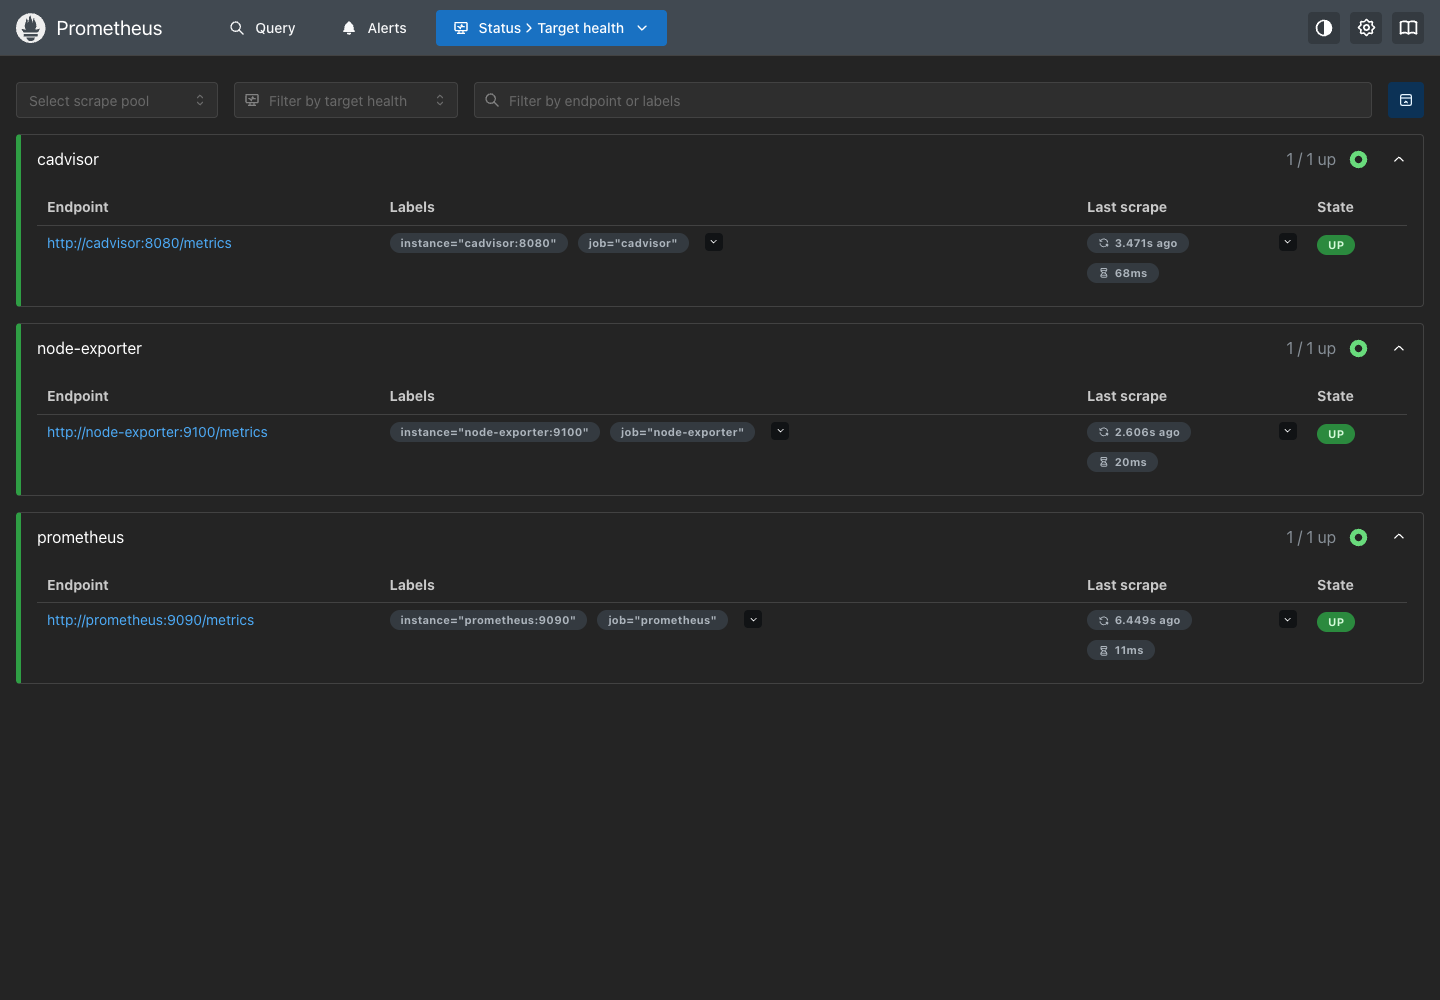 Prometheus
Query
Alerts
Status > Target health
Select scrape pool
Filter by target health
Filter by endpoint or labels
cadvisor
1 / 1 up
Endpoint Labels Last scrape State
http://cadvisor:8080/metrics instance="cadvisor:8080" job="cadvisor" 3.471s ago UP
68ms
node-exporter
1 / 1 up
Endpoint Labels Last scrape State
http://node-exporter:9100/metrics instance="node-exporter:9100" job="node-exporter" 2.606s ago UP
20ms
prometheus
1 / 1 up
Endpoint Labels Last scrape State
http://prometheus:9090/metrics instance="prometheus:9090" job="prometheus" 6.449s ago UP
11ms